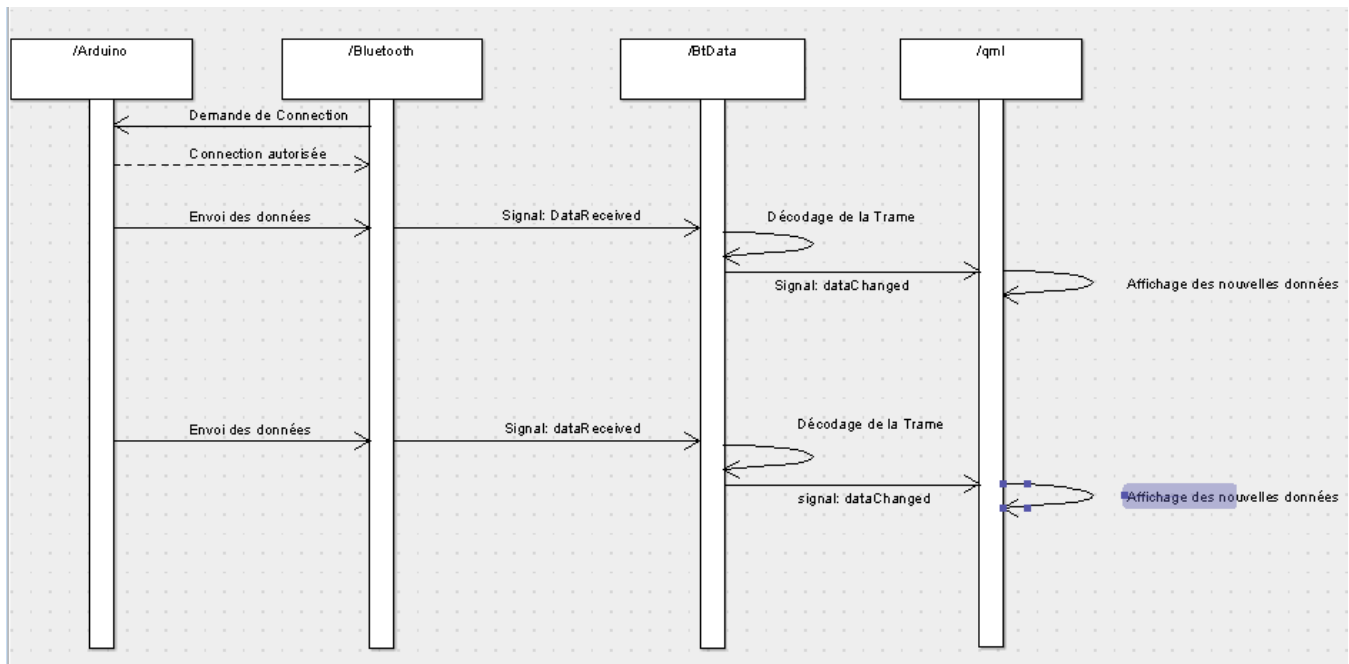 /Arduino
/Bluetooth
/BtData
/qml
Demande de Connection
Connection autorisée
Envoi des données
Signal: DataReceived
Décodage de la Trame
Signal: dataChanged
Affichage des nouvelles données
Envoi des données
Signal: dataReceived
Décodage de la Trame
signal: dataChanged
Affichage des nouvelles données